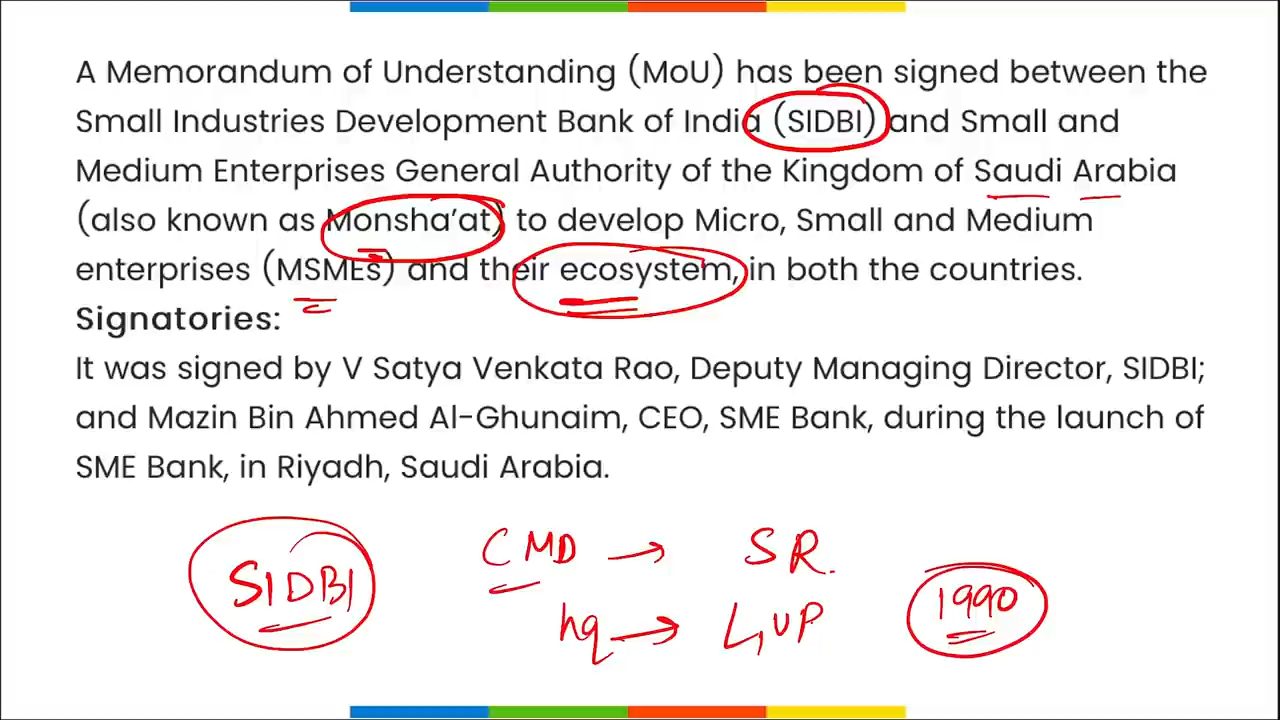 A Memorandum of Understanding (MoU) has been signed between the
Small Industries Development Bank of India (SIDBI) and Small and
Medium Enterprises General Authority of the Kingdom of Saudi Arabia
(also known as Monsha’at) to develop Micro, Small and Medium
enterprises (MSMEs) and their ecosystem, in both the countries.
Signatories:
It was signed by V Satya Venkata Rao, Deputy Managing Director, SIDBI;
and Mazin Bin Ahmed Al-Ghunaim, CEO, SME Bank, during the launch of
SME Bank, in Riyadh, Saudi Arabia.
SIDBI CMD → SR. 1990
hq → L, UP